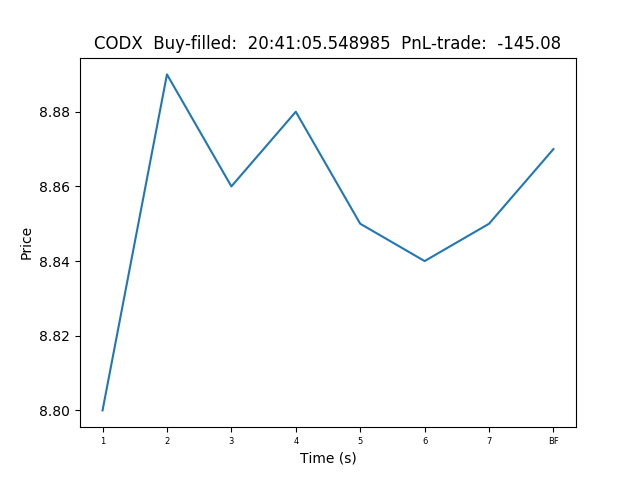 CODX  Buy-filled:  20:41:05.548985  PnL-trade:  -145.08
8.88
8.86
8.84
8.82
8.80
Price
1 2 3 4 5 6 7 BF
Time (s)